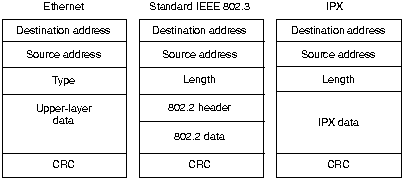 Ethernet
Destination address
Source address
Type
Upper-layer
data
CRC
Standard IEEE 802.3
Destination address
Source address
Length
802.2 header
802.2 data
CRC
IPX
Destination address
Source address
Length
IPX data
CRC